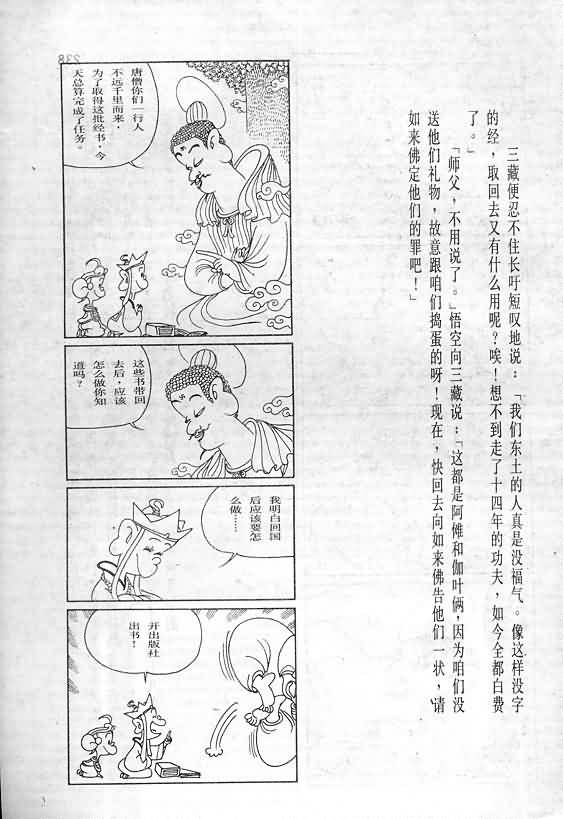 三藏便忍不住长吁短叹地说：「我们东土的人真是没福气。像这样没字
的经，取回去又有什么用呢？唉！想不到走了十四年的功夫，如今全都白费
了。」
「师父，不用说了。」悟空向三藏说：「这都是阿傩和伽叶俩，因为咱们没
送他们礼物，故意跟咱们捣蛋的呀！现在，快回去向如来佛告他们一状，请
如来佛定他们的罪吧！」
唐僧你们一行人
不远千里而来，
为了取得这批经书，今
天总算完成了任务。
这些书带回
去后，应该
怎么做你知
道吗？
我明白回国
后应该要怎
么做……
开出版社
出书！
238